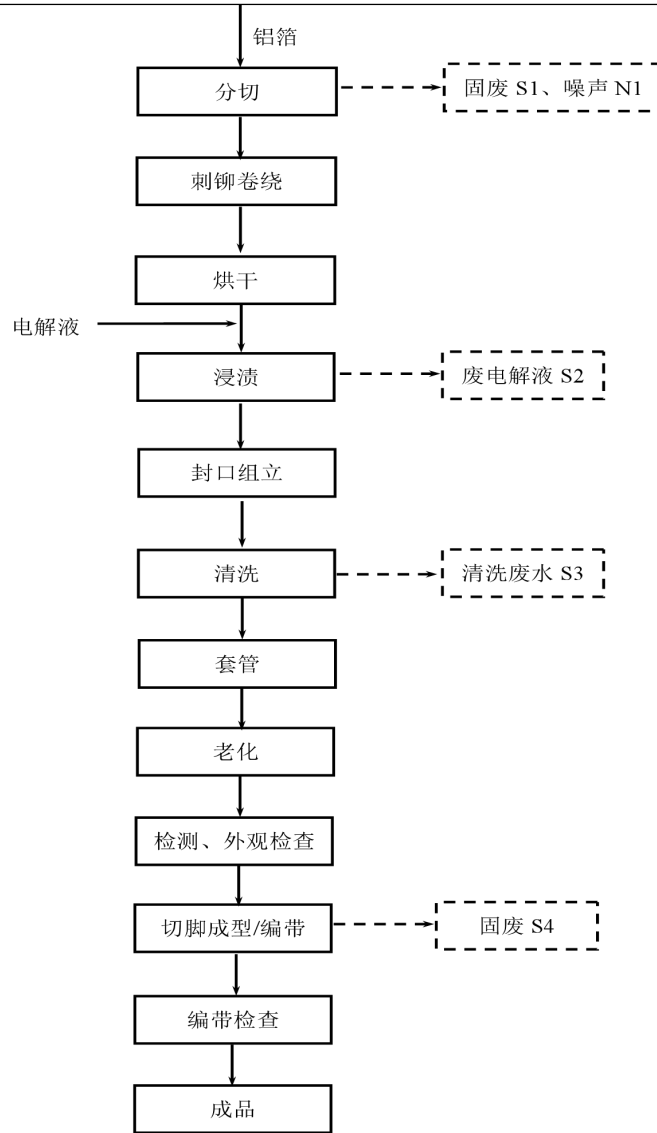 铝箔
分切
固废 S1、噪声 N1
刺铆卷绕
烘干
电解液
浸渍
废电解液 S2
封口组立
清洗
清洗废水 S3
套管
老化
检测、外观检查
切脚成型/编带
固废 S4
编带检查
成品